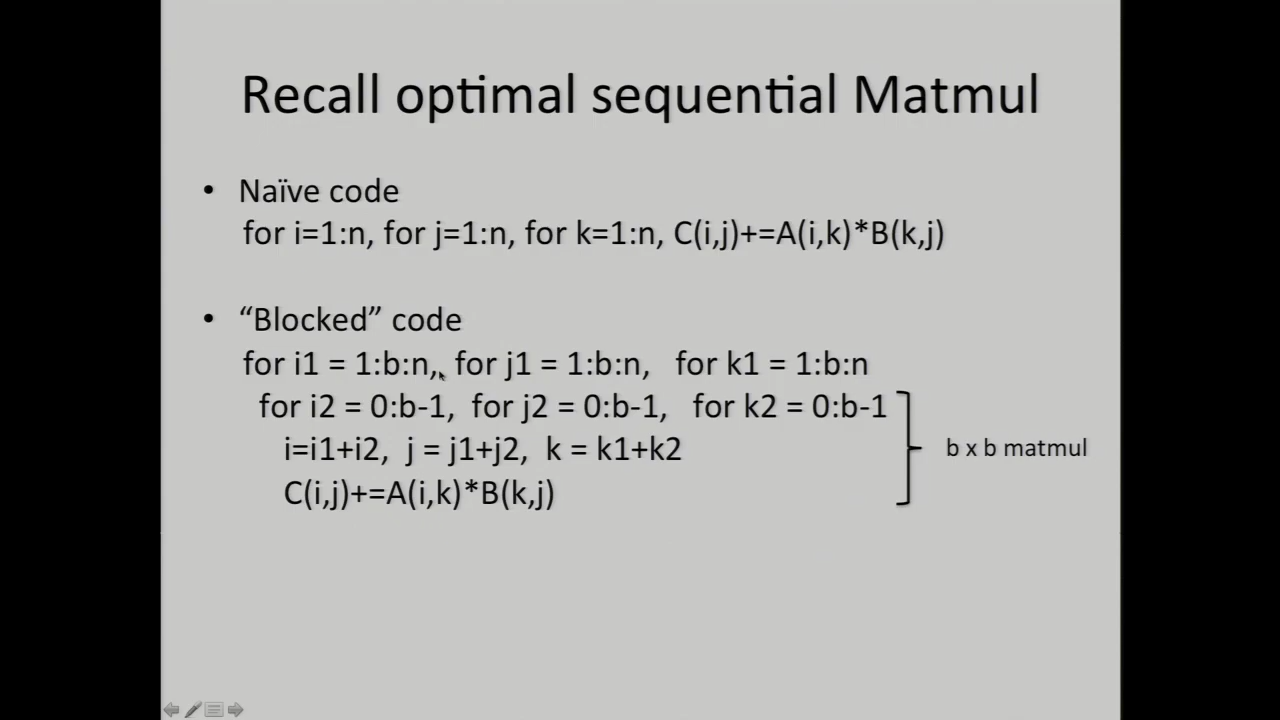 Recall optimal sequential Matmul
• Naïve code
for i=1:n, for j=1:n, for k=1:n, C(i,j)+=A(i,k)*B(k,j)
• “Blocked” code
for i1 = 1:b:n, for j1 = 1:b:n, for k1 = 1:b:n
for i2 = 0:b-1, for j2 = 0:b-1, for k2 = 0:b-1
i=i1+i2, j = j1+j2, k = k1+k2
C(i,j)+=A(i,k)*B(k,j)
b x b matmul